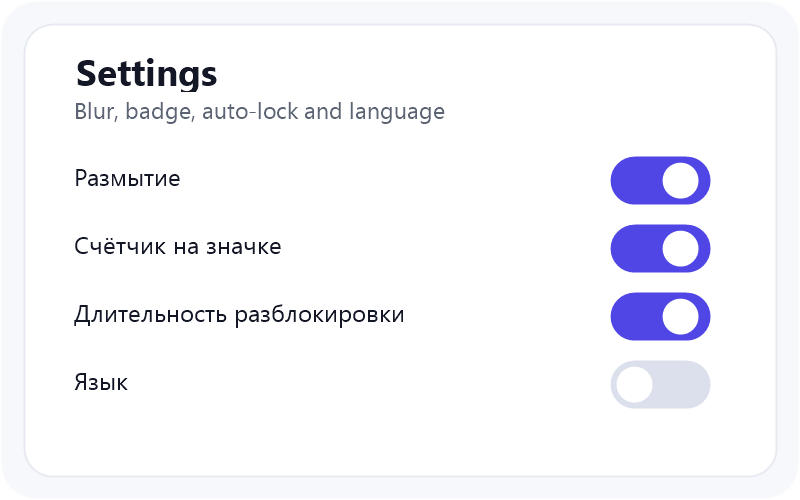 Settings
Blur, badge, auto-lock and language
Размытие
Счётчик на значке
Длительность разблокировки
Язык